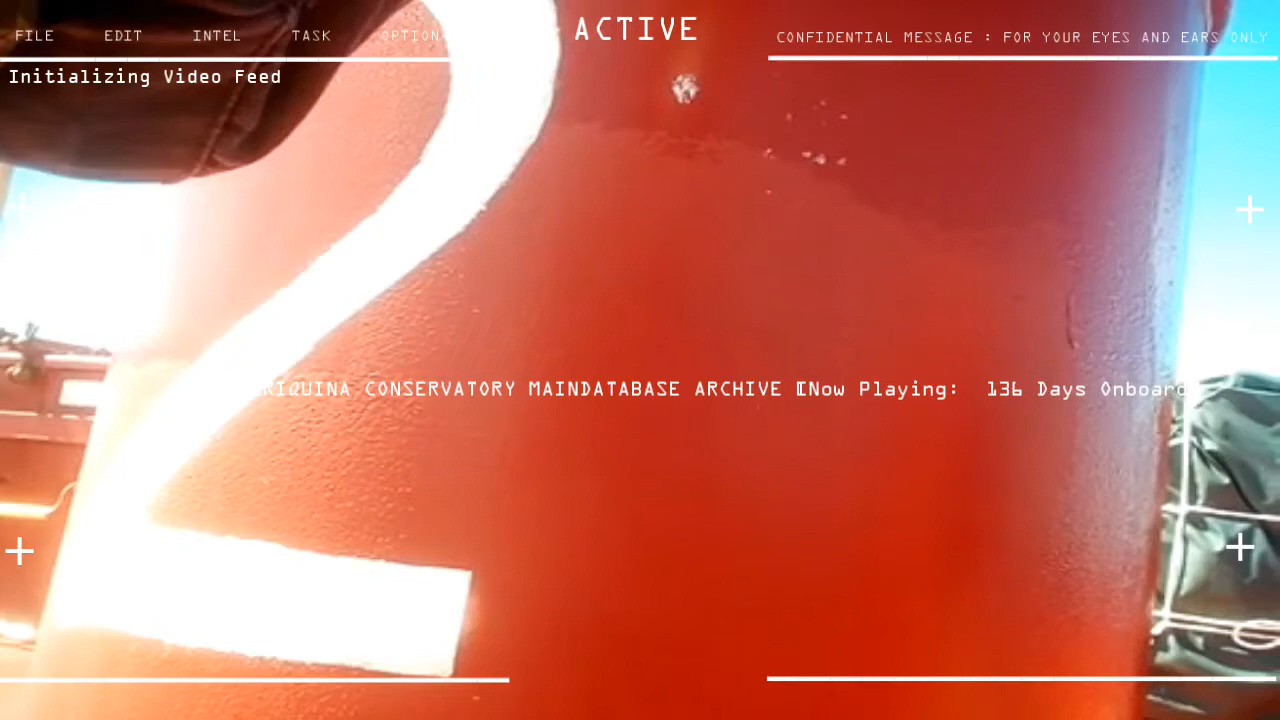 FILE EDIT INTEL TASK OPTION
ACTIVE
CONFIDENTIAL MESSAGE : FOR YOUR EYES AND EARS ONLY
Initializing Video Feed
2
CONSERVATORY MAINDATABASE ARCHIVE [Now Playing: 136 Days Onboard